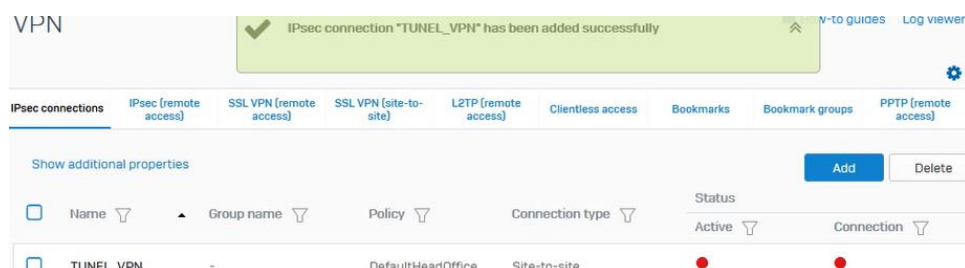 VPN
IPsec connection "TUNEL_VPN" has been added successfully
guides Log viewer
IPsec connections IPsec (remote access) SSL VPN (remote access) SSL VPN (site-to-site) L2TP (remote access) Clientless access Bookmarks Bookmark groups PPTP (remote access)
Show additional properties
Add Delete
Status
Name Group name Policy Connection type
Active Connection
TUNEL_VPN - DefaultHeadOffice Site-to-site